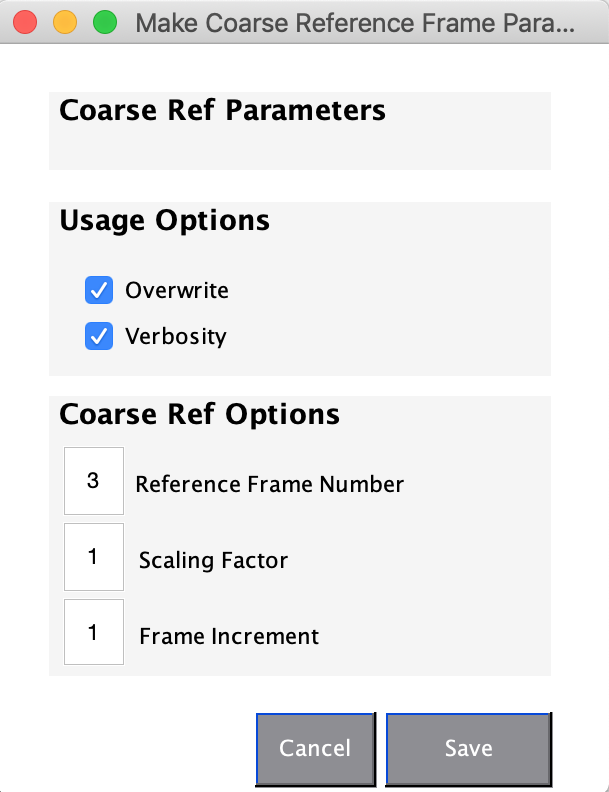 Make Coarse Reference Frame Para...
Coarse Ref Parameters
Usage Options
Overwrite
Verbosity
Coarse Ref Options
3 Reference Frame Number
1 Scaling Factor
1 Frame Increment
Cancel Save